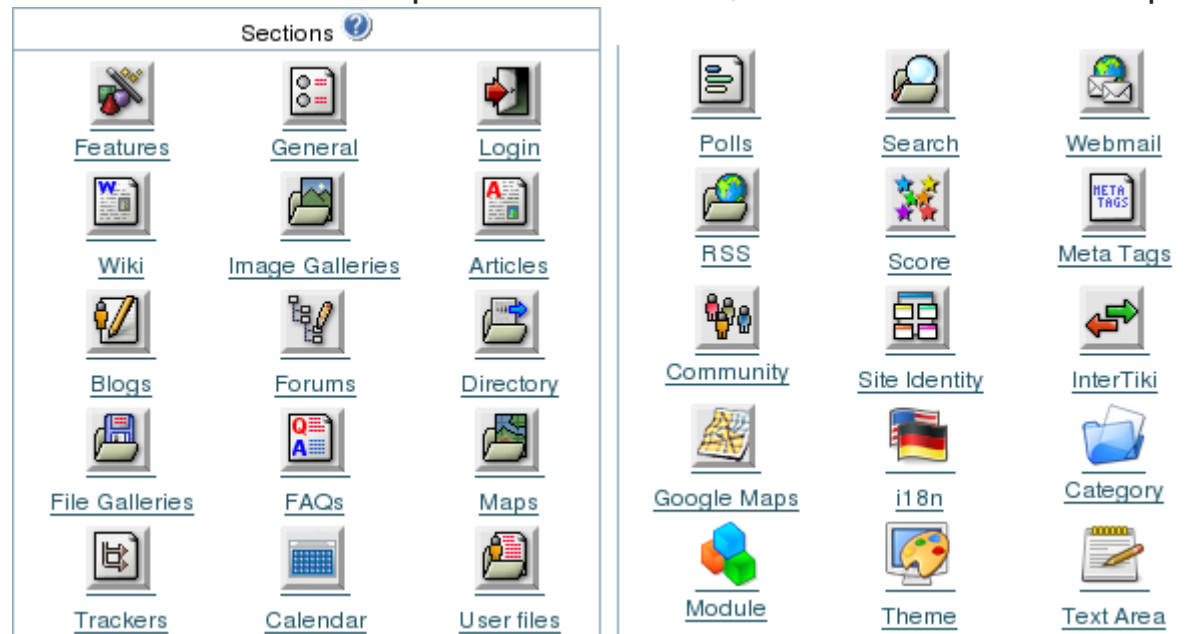 Sections ?
Features General Login
Wiki Image Galleries Articles
Blogs Forums Directory
File Galleries FAQs Maps
Trackers Calendar User files
Polls Search Webmail
META TAGS
RSS Score Meta Tags
Community Site Identity InterTiki
Google Maps i18n Category
Module Theme Text Area